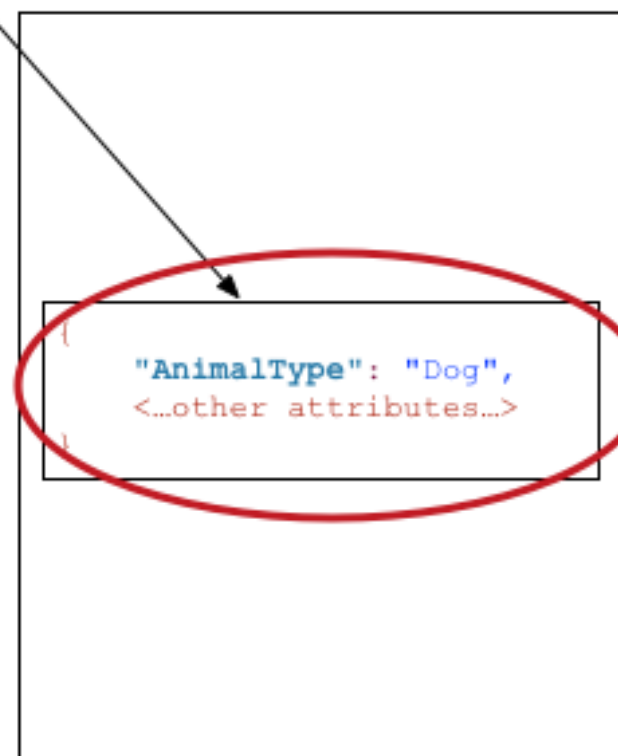 {
"AnimalType": "Dog",
<…other attributes…>
}